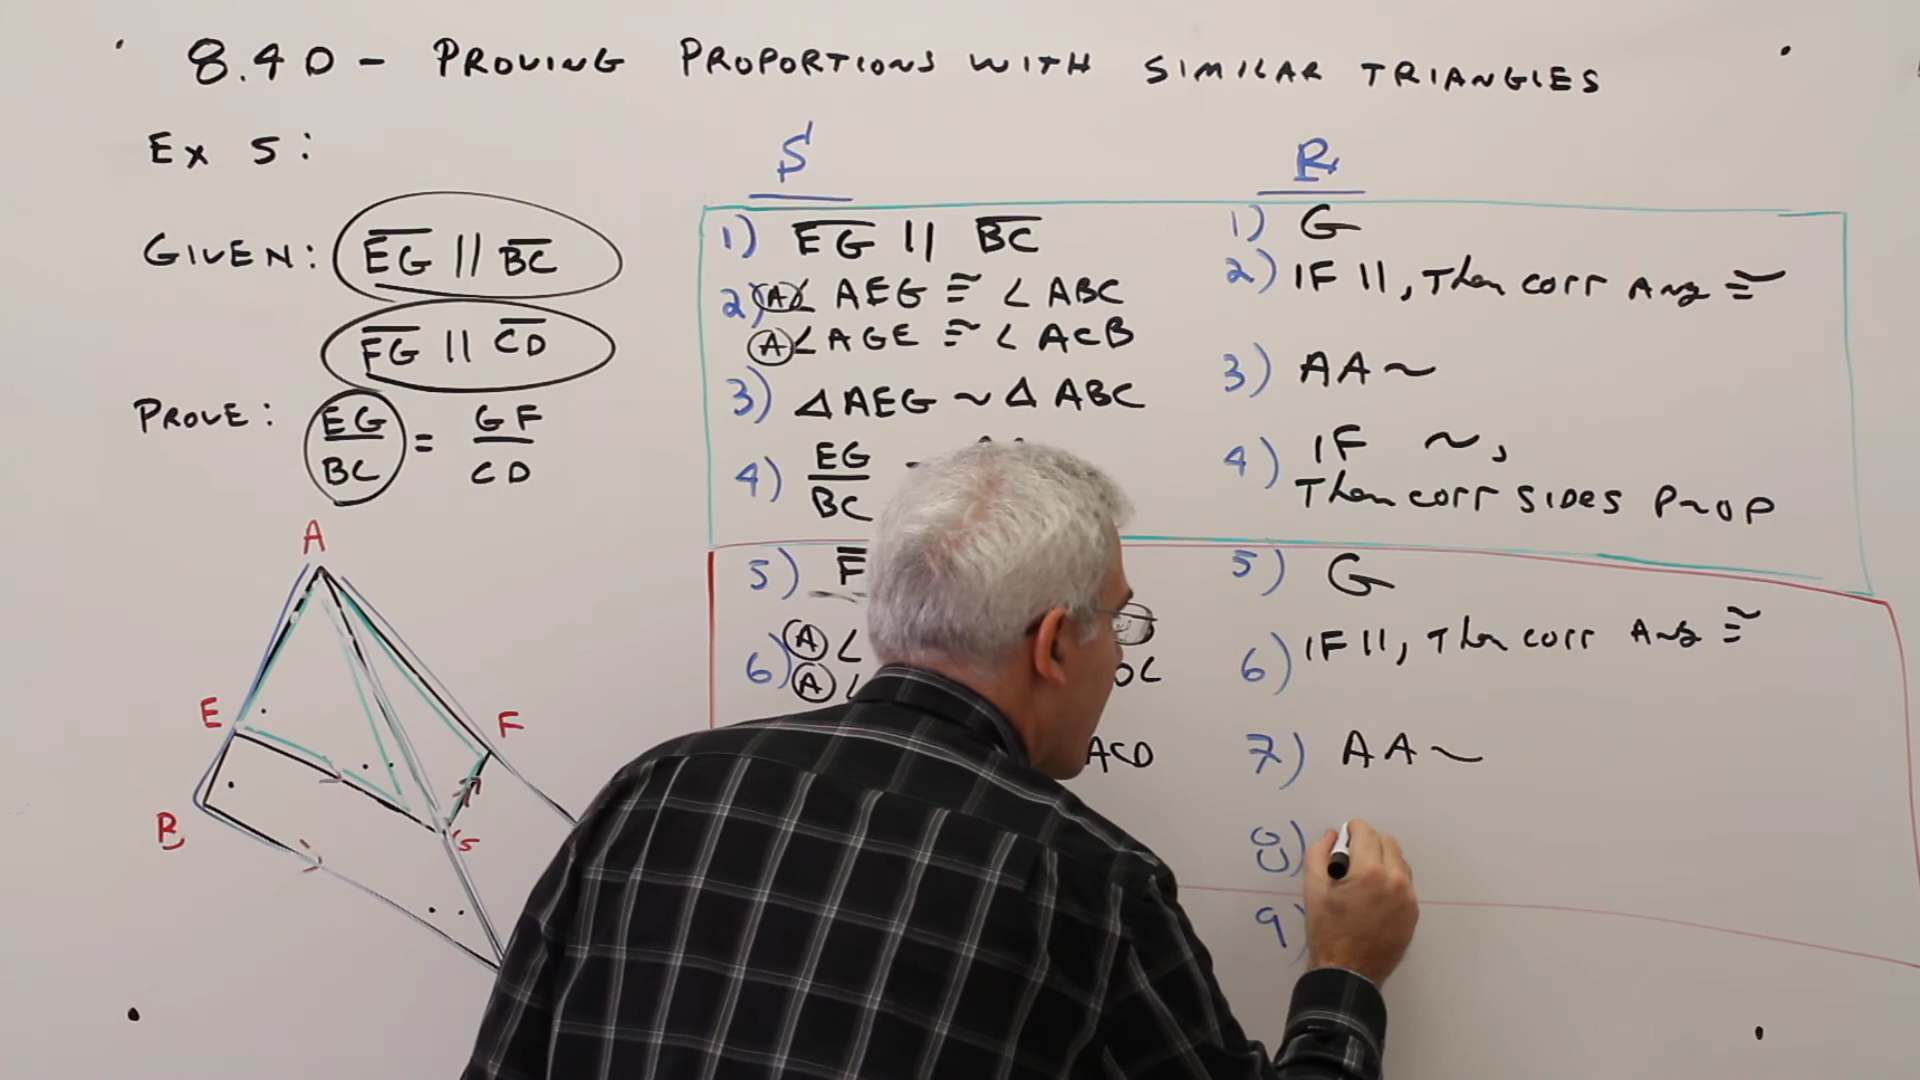 8.4D - PROVING PROPORTIONS WITH SIMILAR TRIANGLES
Ex 5:
GIVEN: EG || BC
FG || CD
PROVE: EG/BC = GF/CD
A
E
F
B
G
S
1) EG || BC
2) A ∠ AEG ≅ ∠ ABC
A ∠ AGE ≅ ∠ ACB
3) Δ AEG ~ Δ ABC
4) EG/BC
5) F
6) A ∠
A ∠
DC
ACD
R
1) G
2) IF ||, Then corr Ang ≅
3) AA ~
4) IF ~,
Then corr SIDES PROP
5) G
6) IF ||, Then corr Ang ≅
7) AA ~
8)
9)